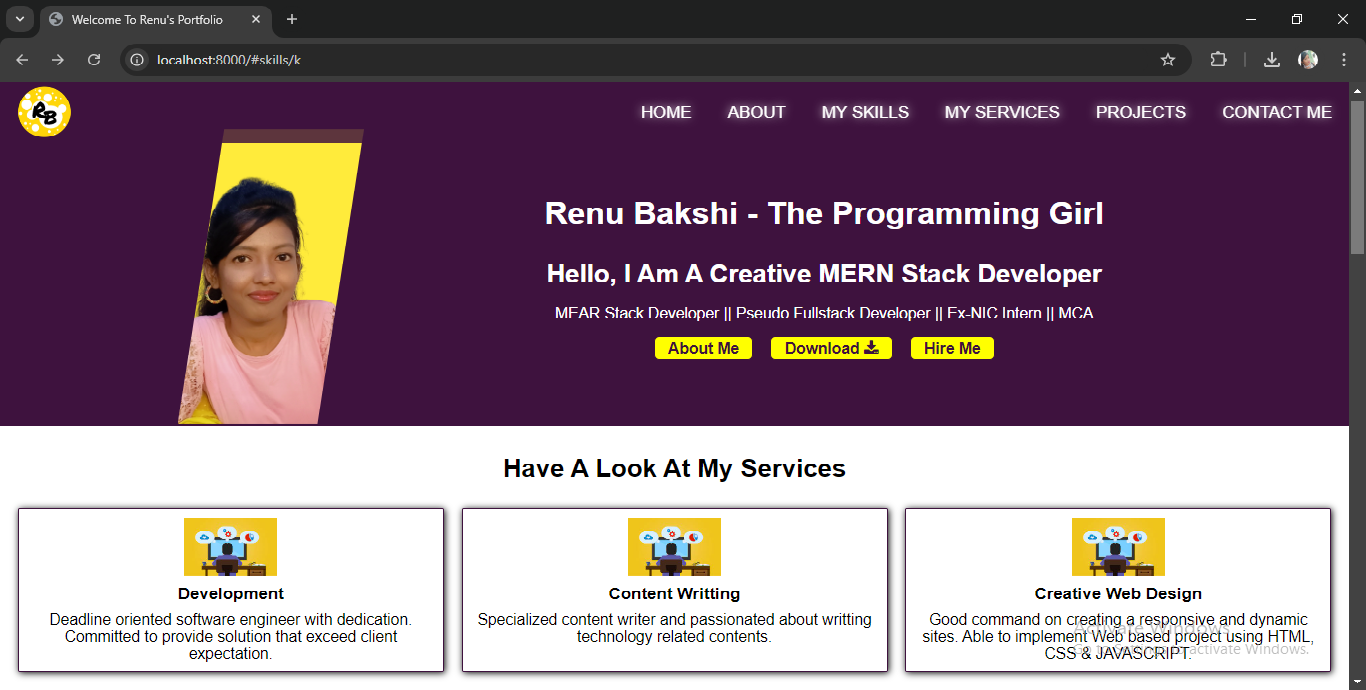 Welcome To Renu's Portfolio
localhost:8000/#skills/k
RB
HOME ABOUT MY SKILLS MY SERVICES PROJECTS CONTACT ME
Renu Bakshi - The Programming Girl
Hello, I Am A Creative MERN Stack Developer
MEAR Stack Developer || Pseudo Fullstack Developer || Ex-NIC Intern || MCA
About Me Download Hire Me
Have A Look At My Services
Development
Deadline oriented software engineer with dedication.
Committed to provide solution that exceed client
expectation.
Content Writting
Specialized content writer and passionated about writting
technology related contents.
Creative Web Design
Good command on creating a responsive and dynamic
sites. Able to implement Web based project using HTML,
CSS & JAVASCRIPT.
Activate Windows
Go to Settings to activate Windows.